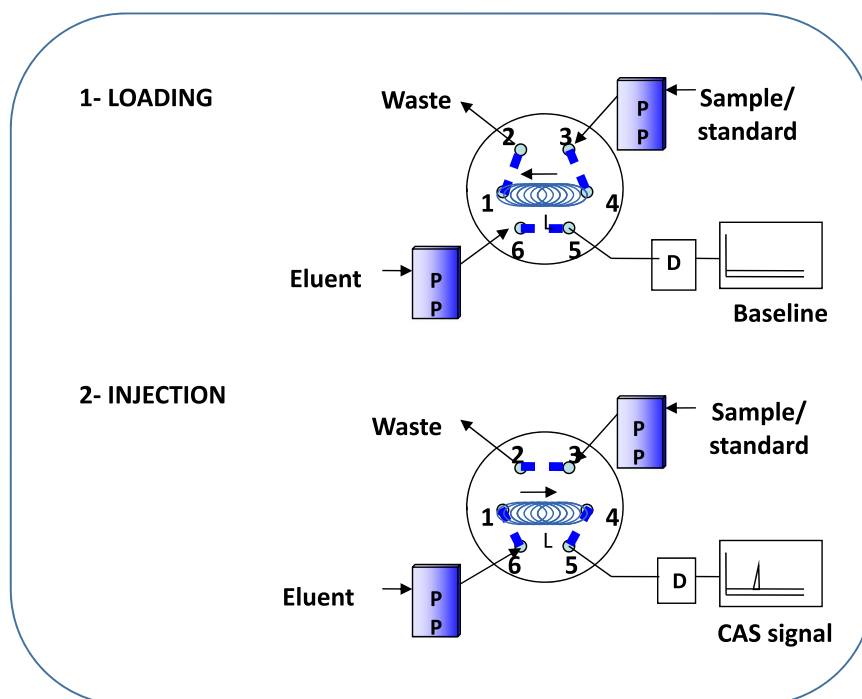 1- LOADING
Waste
Sample/
standard
P
P
2
3
1
4
L
6
5
Eluent
P
P
D
Baseline
2- INJECTION
Waste
Sample/
standard
P
P
2
3
1
4
L
6
5
Eluent
P
P
D
CAS signal